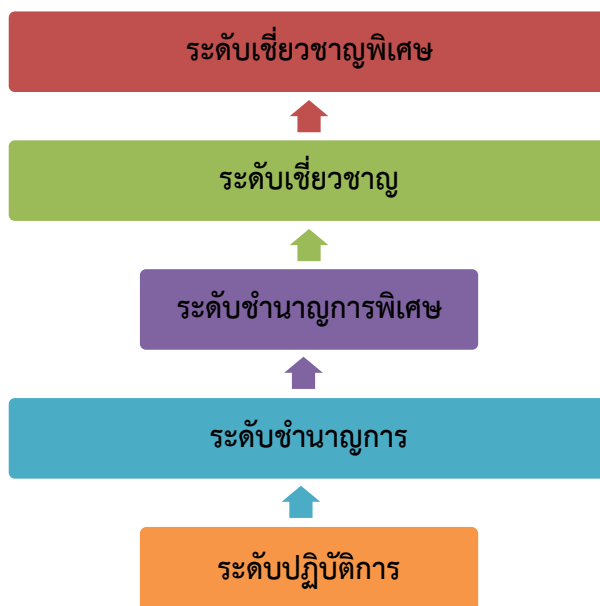 ระดับเชี่ยวชาญพิเศษ
ระดับเชี่ยวชาญ
ระดับชำนาญการพิเศษ
ระดับชำนาญการ
ระดับปฏิบัติการ